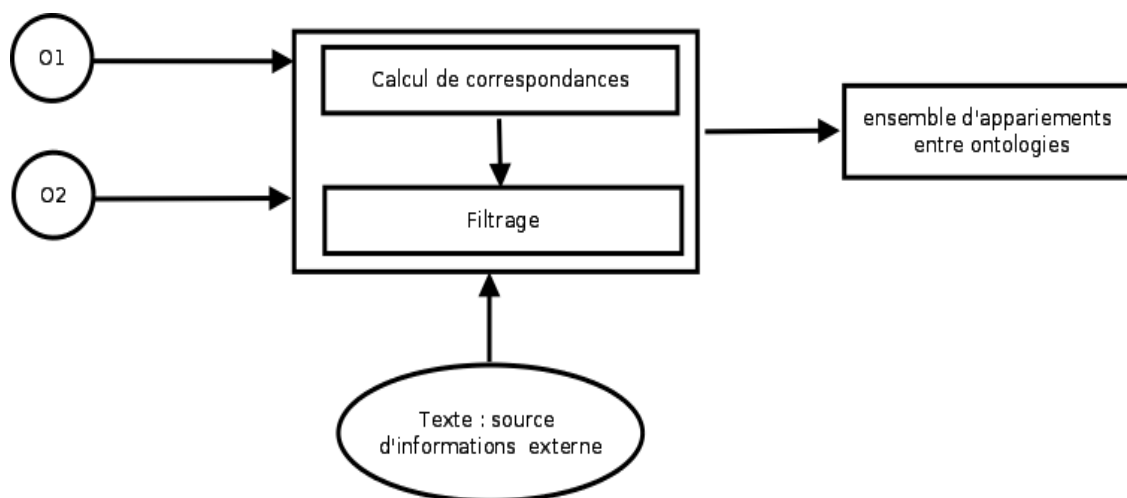 O1
Calcul de correspondances
ensemble d'appariements
entre ontologies
O2
Filtrage
Texte : source
d'informations externe